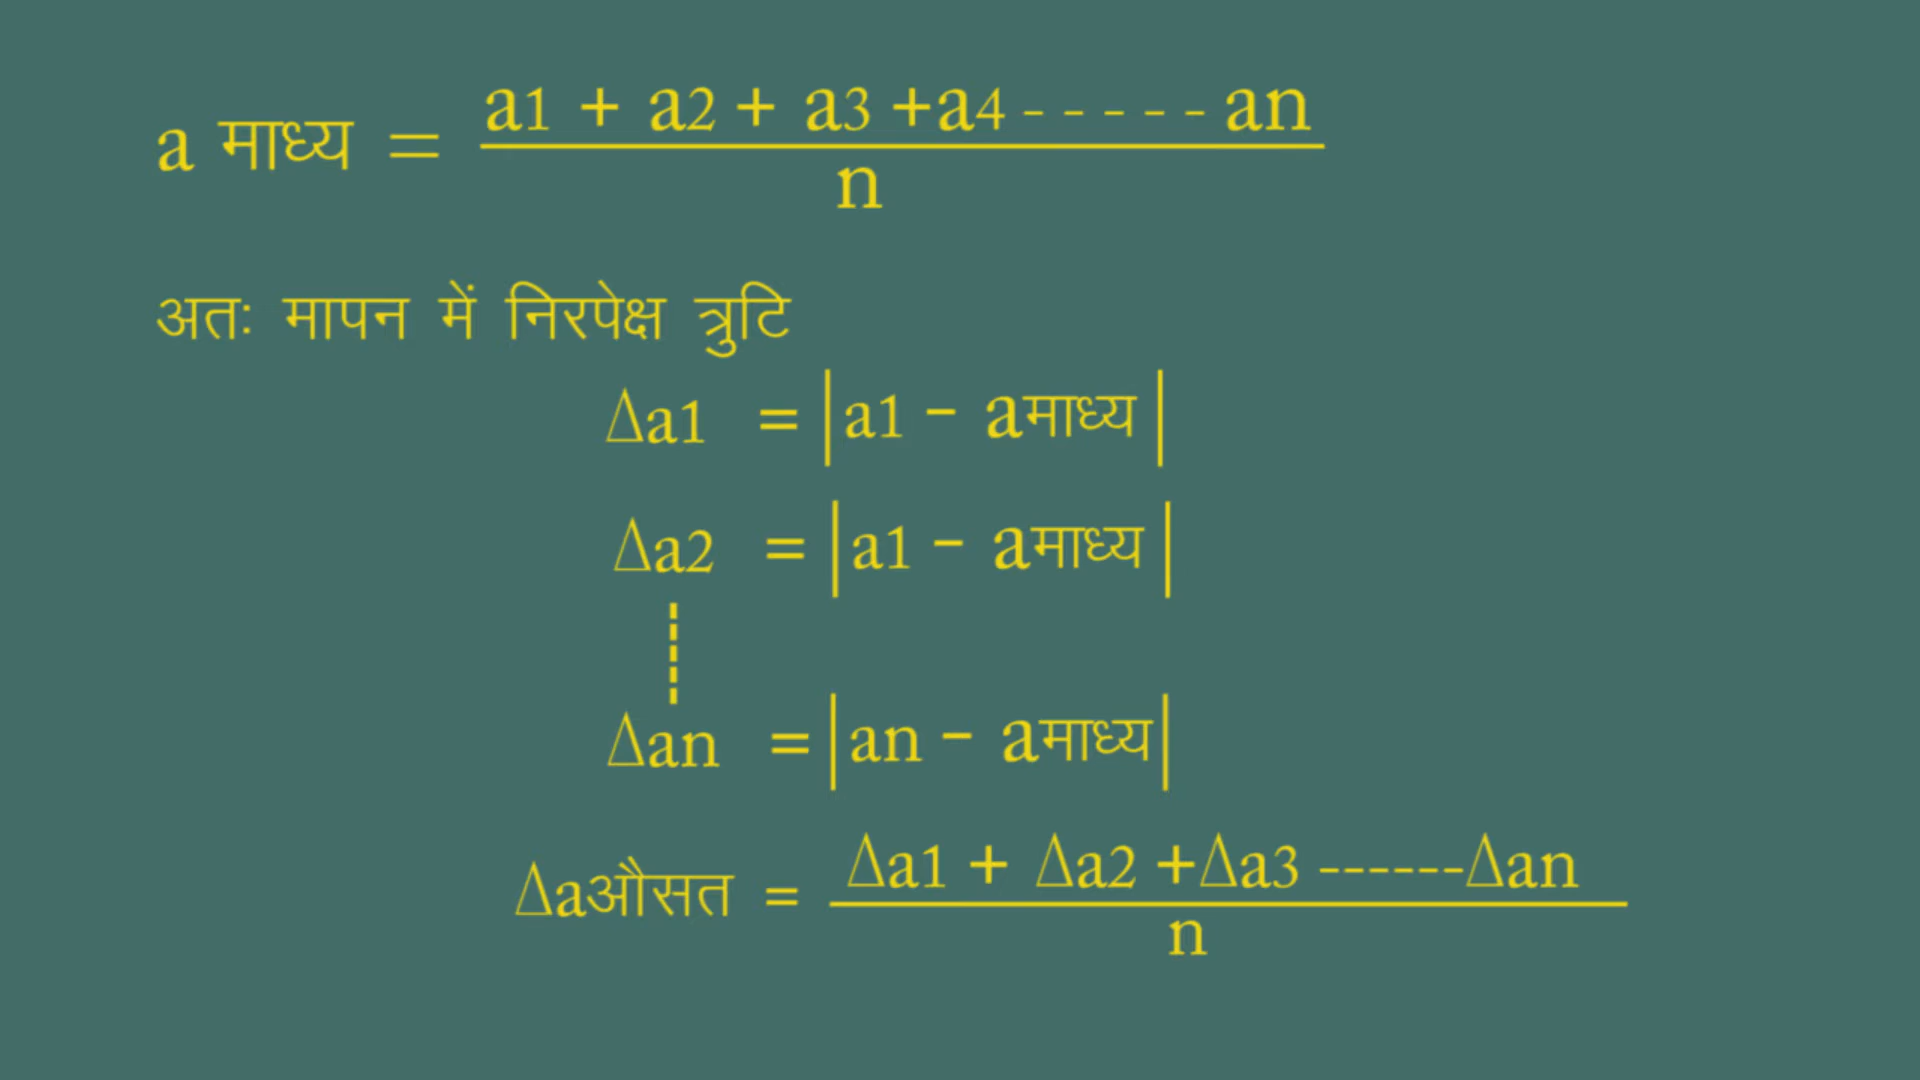 a माध्य = a1 + a2 + a3 +a4 - - - - - an
n
अतः मापन में निरपेक्ष त्रुटि
Δa1 = |a1 - aमाध्य|
Δa2 = |a1 - aमाध्य|
Δan = |an - aमाध्य|
Δaऔसत = Δa1 + Δa2 +Δa3 ------Δan
n